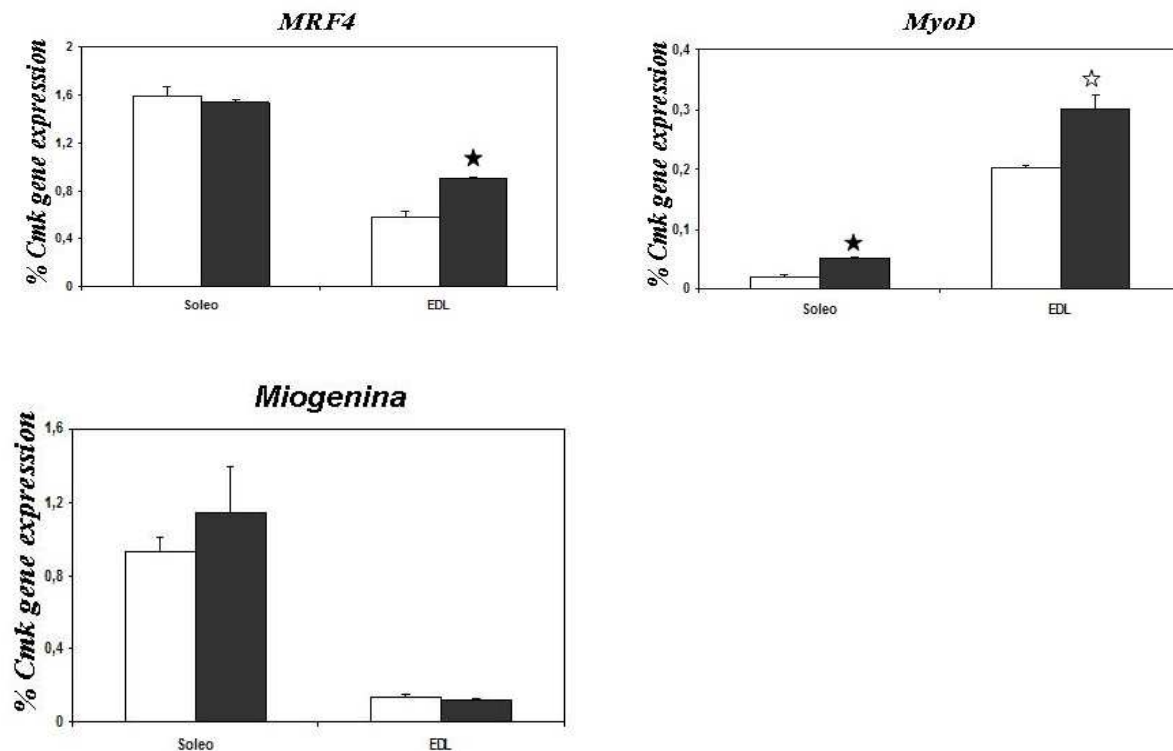 MRF4
% Cmk gene expression
2
1,6
1,2
0,8
0,4
0
Soleo EDL
MyoD
% Cmk gene expression
0,4
0,3
0,2
0,1
0
Soleo EDL
Miogenina
% Cmk gene expression
1,6
1,2
0,8
0,4
0
Soleo EDL